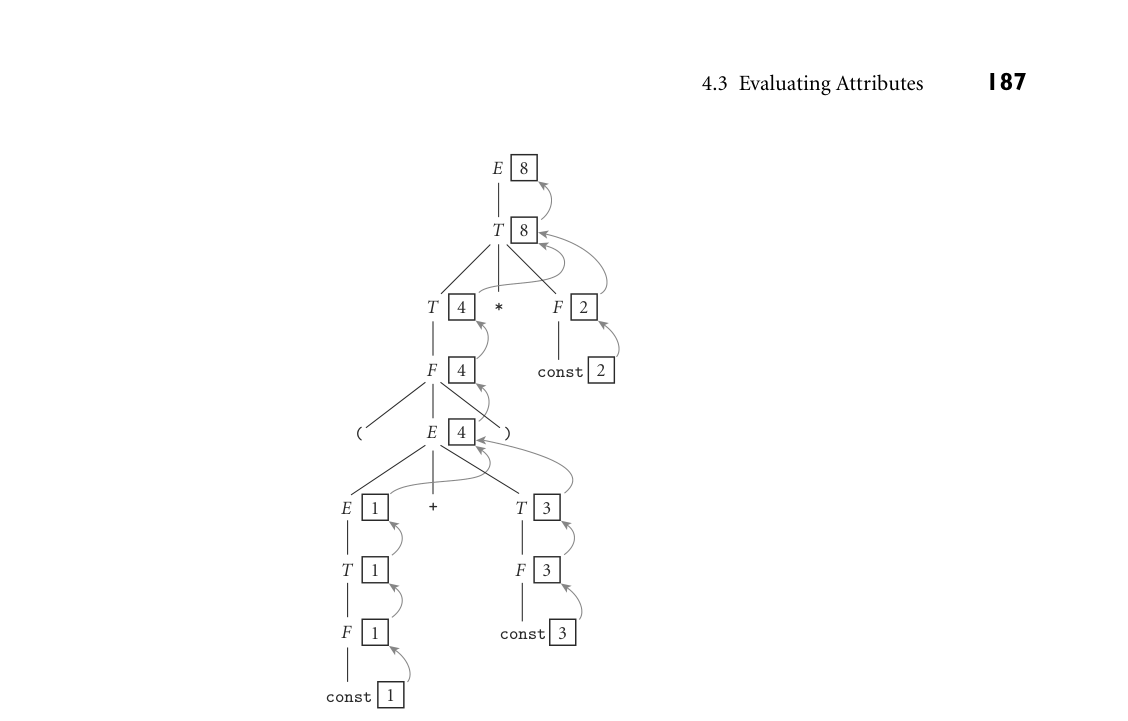 4.3 Evaluating Attributes 187
E 8
T 8
T 4 * F 2
F 4 const 2
( E 4 )
E 1 + T 3
T 1 F 3
F 1 const 3
const 1